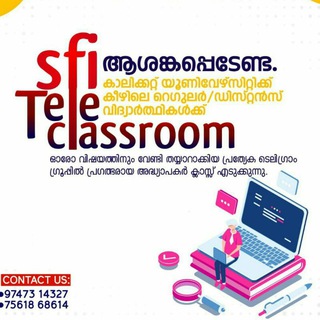 sfi
Tele
classroom
ആശങ്കപ്പെടേണ്ട.
കാലിക്കറ്റ് യൂണിവേഴ്സിറ്റിക്ക്
കീഴിലെ റെഗുലർ/ഡിസ്റ്റൻസ്
വിദ്യാർത്ഥികൾക്ക്
ഓരോ വിഷയത്തിനും വേണ്ടി തയ്യാറാക്കിയ പ്രത്യേക ടെലിഗ്രാം
ഗ്രൂപ്പിൽ പ്രഗത്ഭരായ അദ്ധ്യാപകർ ക്ലാസ്സ് എടുക്കുന്നു.
CONTACT US:
●97473 14327
●75618 68614